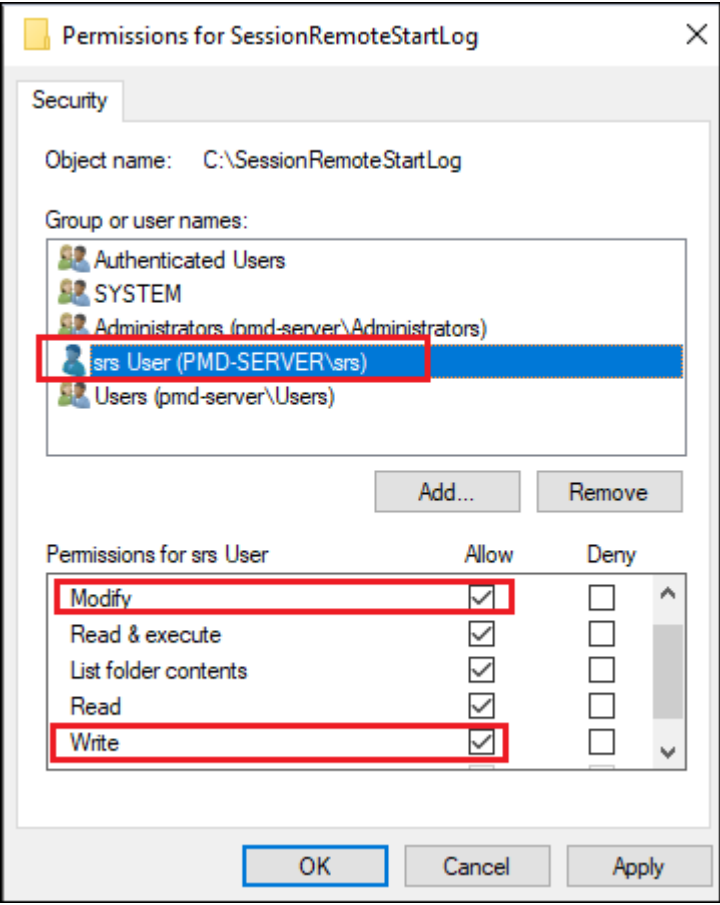 Permissions for SessionRemoteStartLog
Security
Object name: C:\SessionRemoteStartLog
Group or user names:
Authenticated Users
SYSTEM
Administrators (pmd-server\Administrators)
srs User (PMD-SERVER\srs)
Users (pmd-server\Users)
Add... Remove
Permissions for srs User Allow Deny
Modify
Read & execute
List folder contents
Read
Write
OK Cancel Apply